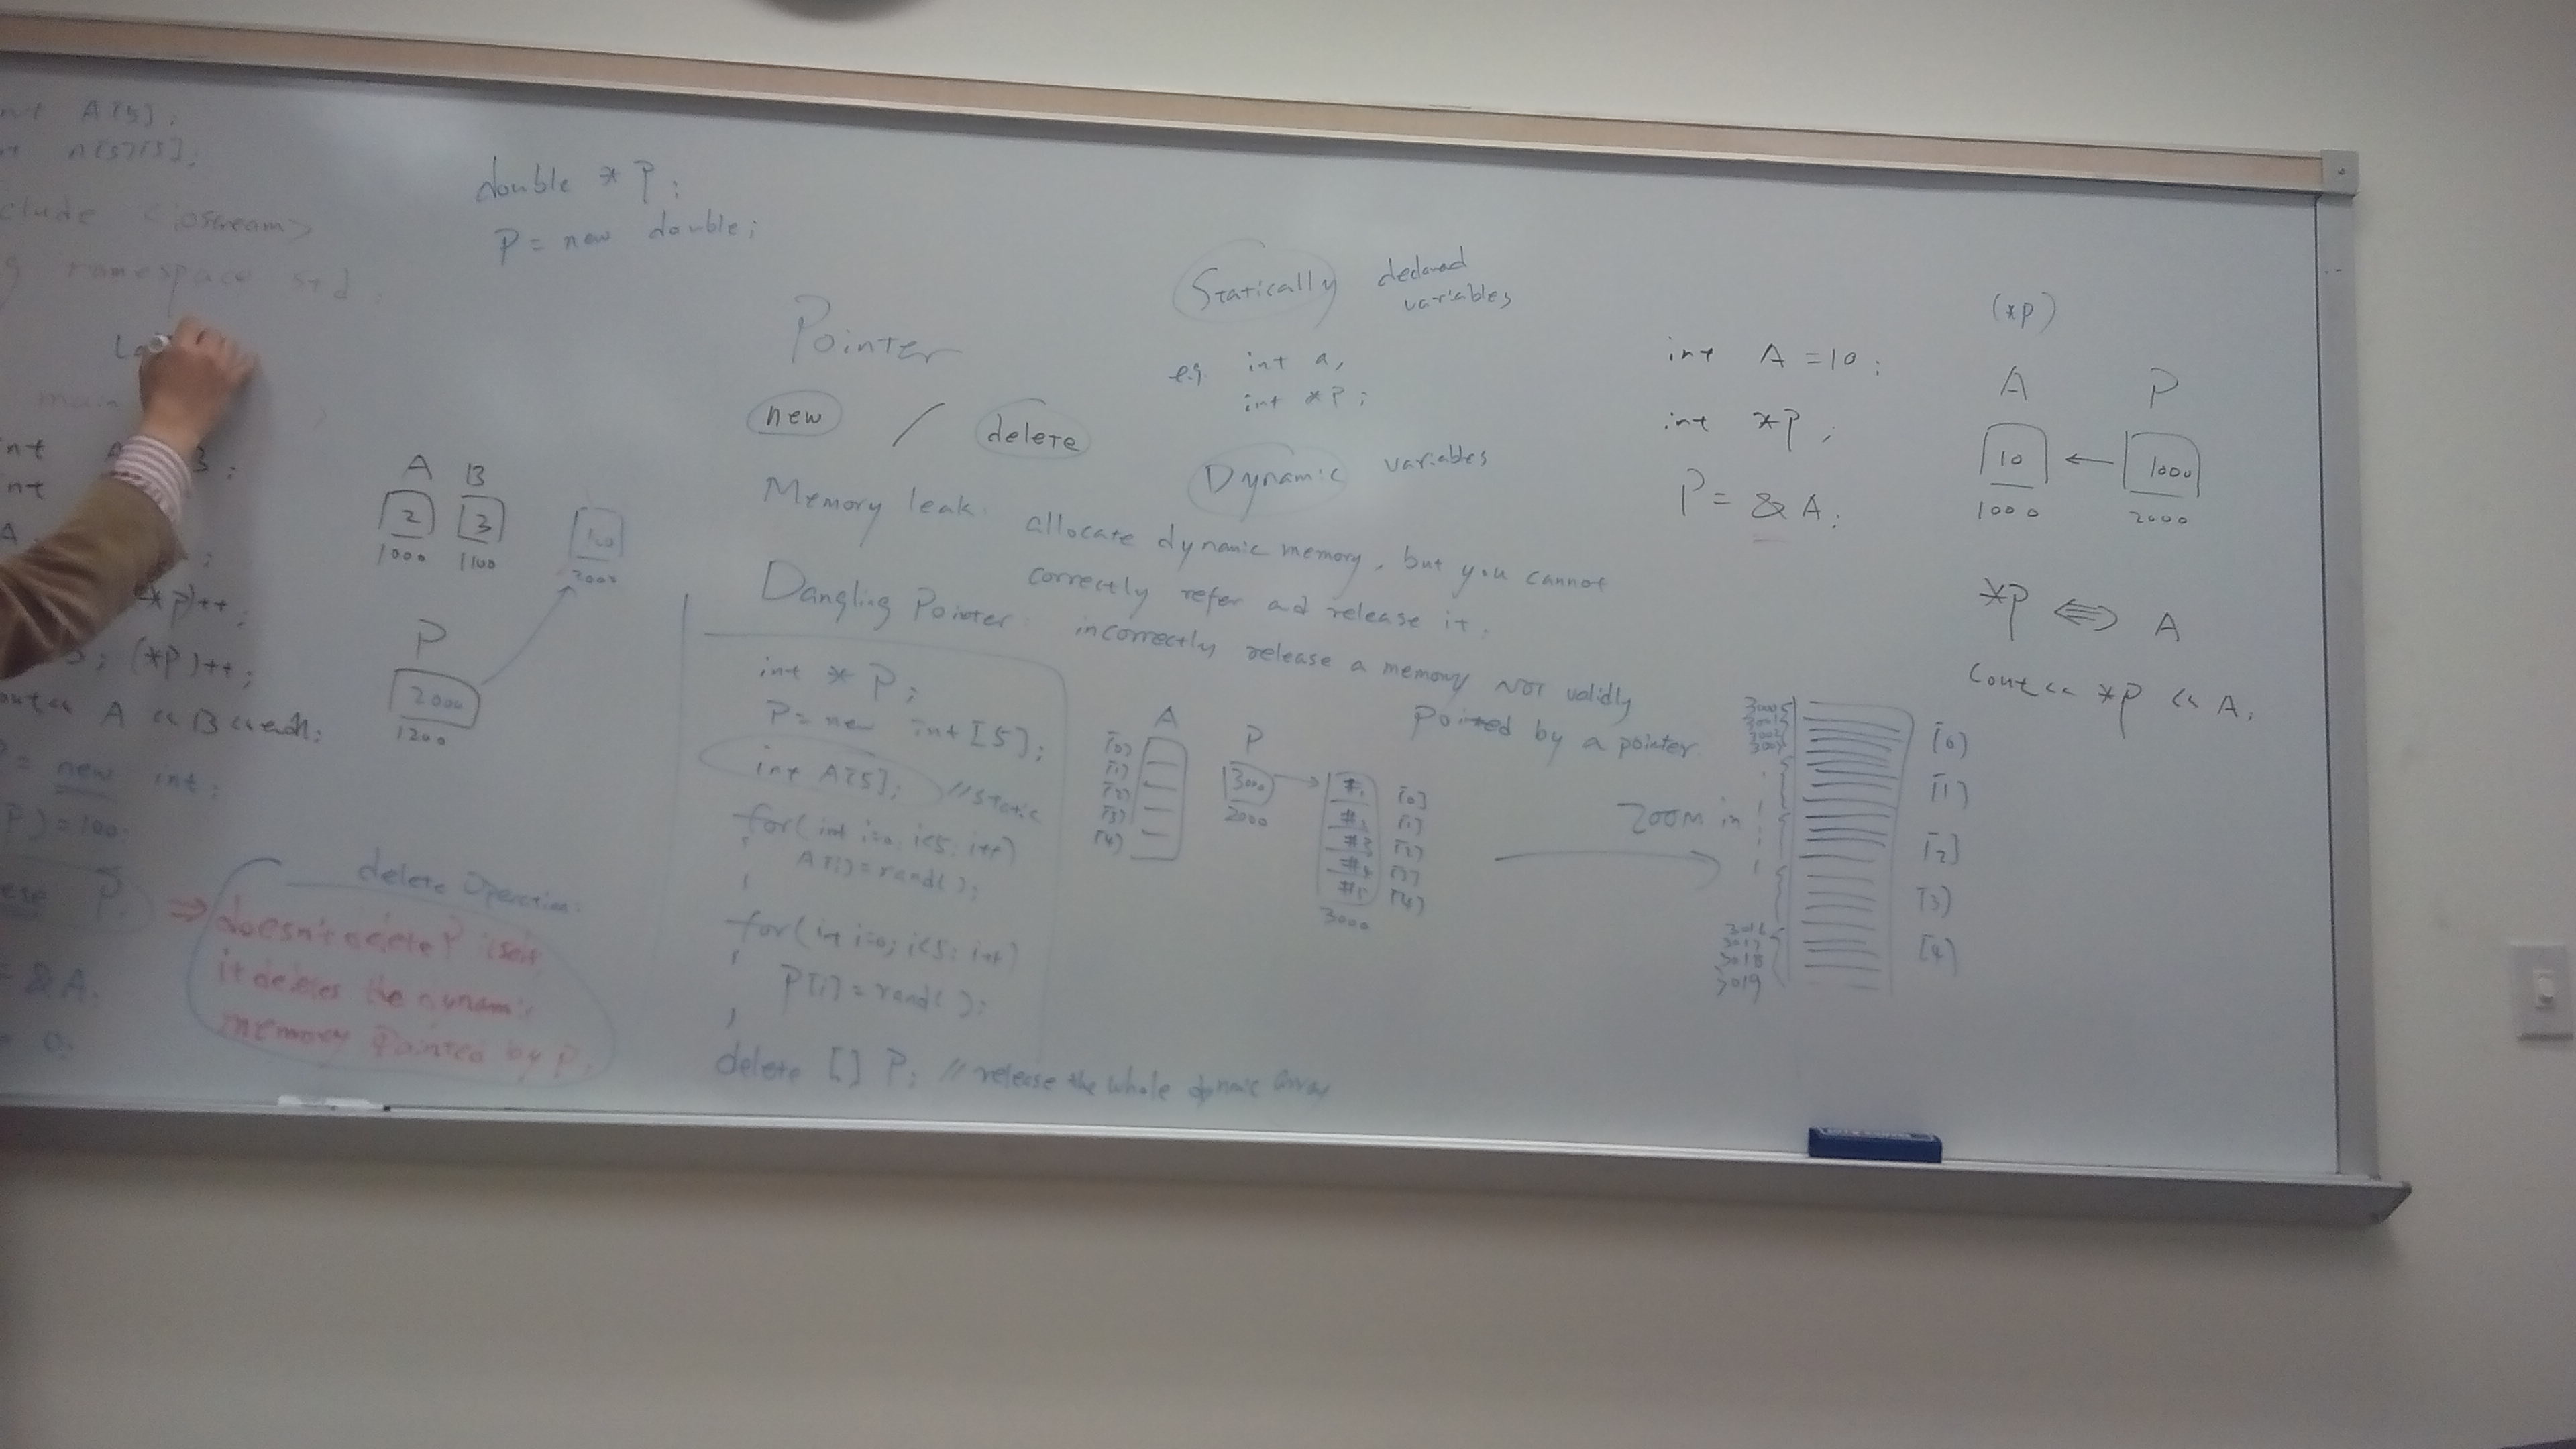 A[5];
n[5][5];
clude <iostream>
g namespace std;
main
int
int
(*p)++;
; (*p)++;
out<< A << B <<endl;
= new int;
P)=100;
P;
= &A.
= 0;
double * P;
P = new double;
A B
2 3
1000 1100
100
2000
P
2000
1200
delete Operation:
⇒ doesn't delete P itself
it deletes the dynamic
memory pointed by P.
Pointer
new / delete
Statically declared
variables
e.g. int a,
int *P;
Dynamic variables
Memory leak: allocate dynamic memory, but you cannot
correctly refer and release it.
Dangling Pointer: incorrectly release a memory NOT validly
pointed by a pointer.
int * P;
P = new int [5];
int A[5]; // static
for( int i=0; i<5; i++)
A[i]=rand( );
for( int i=0; i<5; i++)
P[i] = rand( );
delete [ ] P; // release the whole dynamic array
A
[0]
[1]
[2]
[3]
[4]
P
3000
2000
#1 [0]
#2 [1]
#3 [2]
#4 [3]
#5 [4]
3000
Zoom in
3000
3001
3002
3003
[0]
[1]
[2]
[3]
[4]
3016
3017
3018
3019
int A = 10;
int *P;
P = & A;
(*P)
A P
10 ← 1000
1000 2000
*P ⇔ A
cout << *P << A;